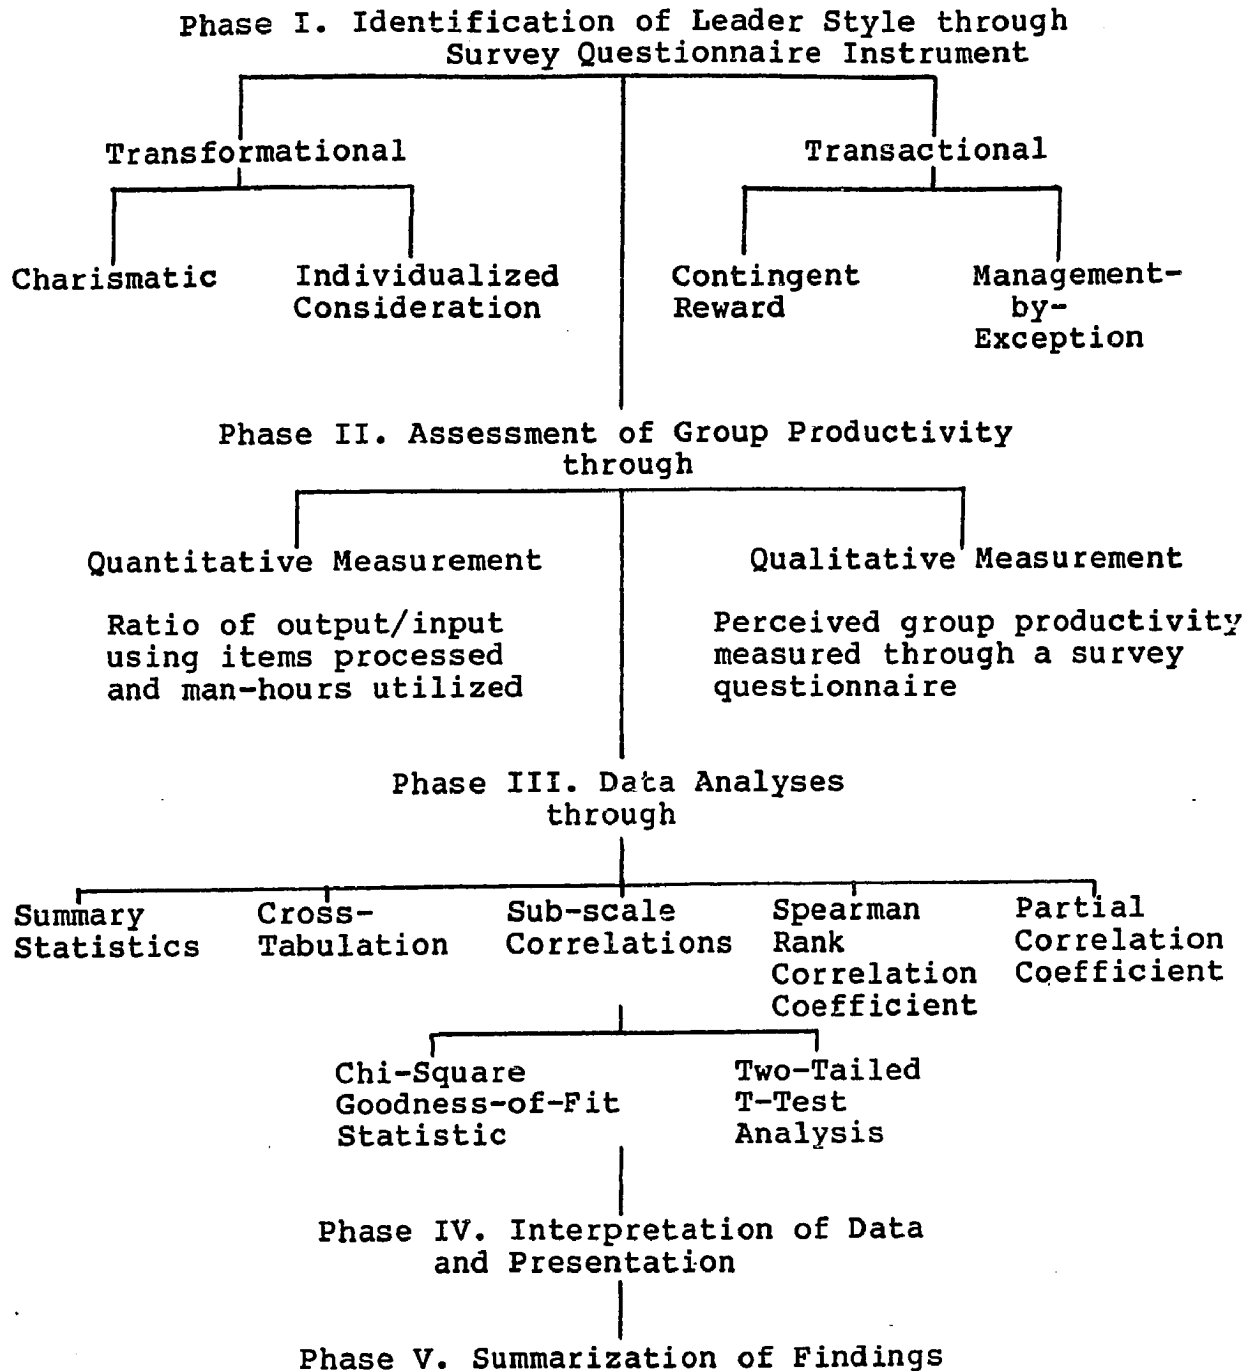 Phase I. Identification of Leader Style through
Survey Questionnaire Instrument
Transformational
Transactional
Charismatic
Individualized
Consideration
Contingent
Reward
Management-
by-
Exception
Phase II. Assessment of Group Productivity
through
Quantitative Measurement
Ratio of output/input
using items processed
and man-hours utilized
Qualitative Measurement
Perceived group productivity
measured through a survey
questionnaire
Phase III. Data Analyses
through
Summary
Statistics
Cross-
Tabulation
Sub-scale
Correlations
Spearman
Rank
Correlation
Coefficient
Partial
Correlation
Coefficient
Chi-Square
Goodness-of-Fit
Statistic
Two-Tailed
T-Test
Analysis
Phase IV. Interpretation of Data
and Presentation
Phase V. Summarization of Findings